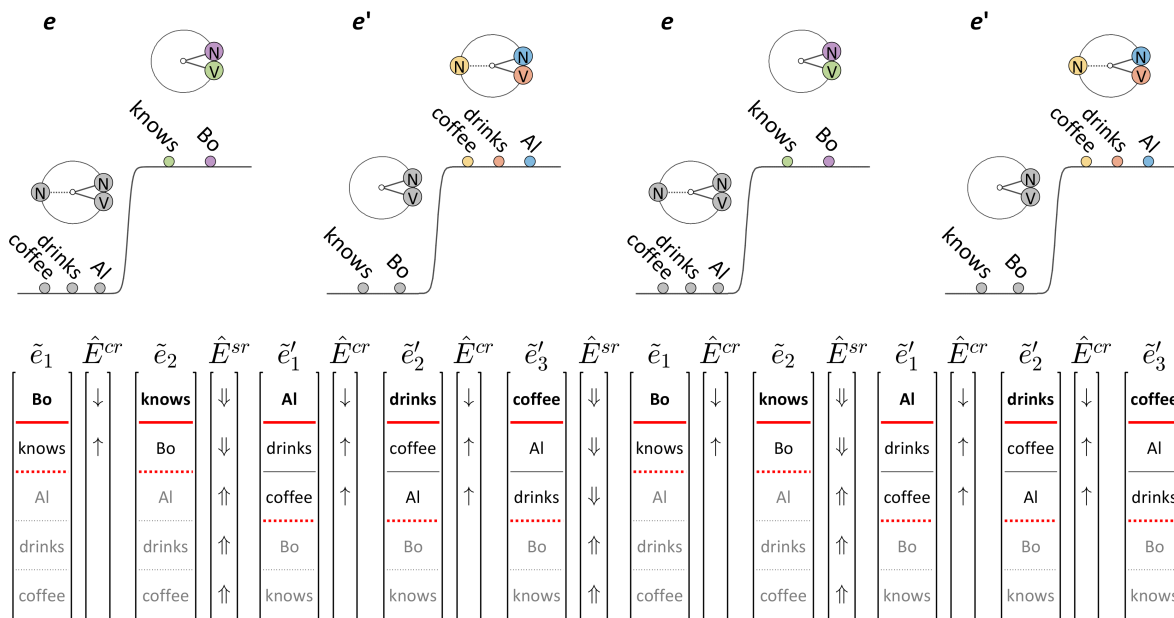 e e' e e'
N V N N V N V N N V
knows Bo coffee drinks Al knows Bo coffee drinks Al
N N V N V N N V N V
coffee drinks Al knows Bo coffee drinks Al knows Bo
ẽ₁ Ê^cr ẽ₂ Ê^sr ẽ′₁ Ê^cr ẽ′₂ Ê^cr ẽ′₃ Ê^sr ẽ₁ Ê^cr ẽ₂ Ê^sr ẽ′₁ Ê^cr ẽ′₂ Ê^cr ẽ′₃
Bo ↓ knows ⇓ Al ↓ drinks ↓ coffee ⇓ Bo ↓ knows ⇓ Al ↓ drinks ↓ coffee
knows ↑ Bo ⇓ drinks ↑ coffee ↑ Al ⇓ knows ↑ Bo ⇓ drinks ↑ coffee ↑ Al
Al Al ⇑ coffee ↑ Al ↑ drinks ⇓ Al Al ⇑ coffee ↑ Al ↑ drinks
drinks drinks ⇑ Bo Bo Bo ⇑ drinks drinks ⇑ Bo Bo Bo
coffee coffee ⇑ knows knows knows ⇑ coffee coffee ⇑ knows knows knows